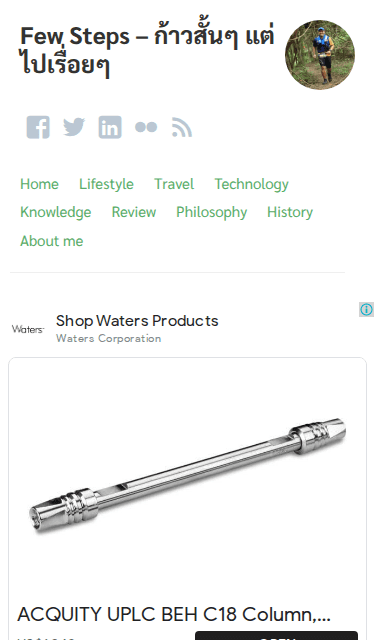 Few Steps – ก้าวสั้นๆ แต่
ไปเรื่อยๆ
Home Lifestyle Travel Technology
Knowledge Review Philosophy History
About me
Waters
Shop Waters Products
Waters Corporation
ACQUITY UPLC BEH C18 Column,...